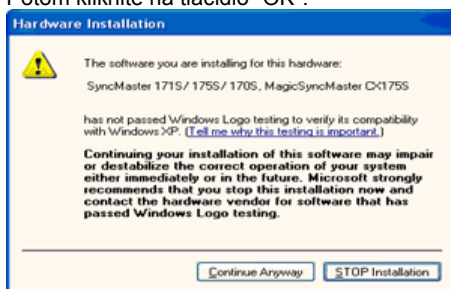 Potom kliknite na tlačidlo "OK".
Hardware Installation
The software you are installing for this hardware:
SyncMaster 171S/ 175S/ 170S, MagicSyncMaster CX175S
has not passed Windows Logo testing to verify its compatibility
with Windows XP. (Tell me why this testing is important.)
Continuing your installation of this software may impair
or destabilize the correct operation of your system
either immediately or in the future. Microsoft strongly
recommends that you stop this installation now and
contact the hardware vendor for software that has
passed Windows Logo testing.
Continue Anyway
STOP Installation